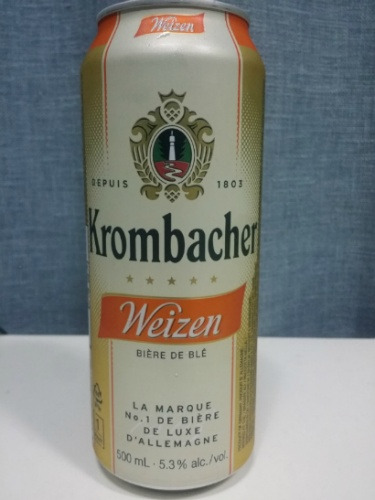 Weizen
DEPUIS 1803
Krombacher
Weizen
BIÈRE DE BLÉ
LA MARQUE
No.1 DE BIÈRE
DE LUXE
D'ALLEMAGNE
500 mL · 5.3 % alc./vol.